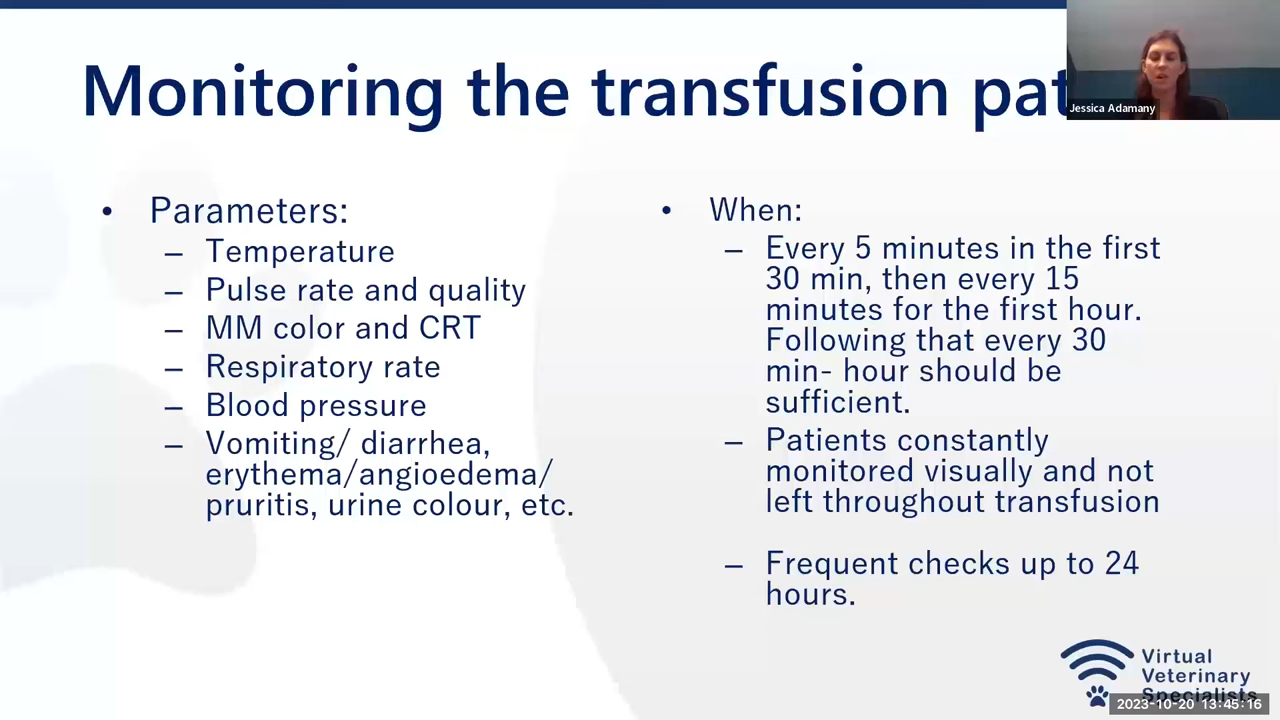 Monitoring the transfusion pat
Jessica Adamany
• Parameters:
– Temperature
– Pulse rate and quality
– MM color and CRT
– Respiratory rate
– Blood pressure
– Vomiting/ diarrhea,
erythema/angioedema/
pruritis, urine colour, etc.
• When:
– Every 5 minutes in the first
30 min, then every 15
minutes for the first hour.
Following that every 30
min- hour should be
sufficient.
– Patients constantly
monitored visually and not
left throughout transfusion
– Frequent checks up to 24
hours.
Virtual
Veterinary
Specialists
2023-10-20 13:45:16